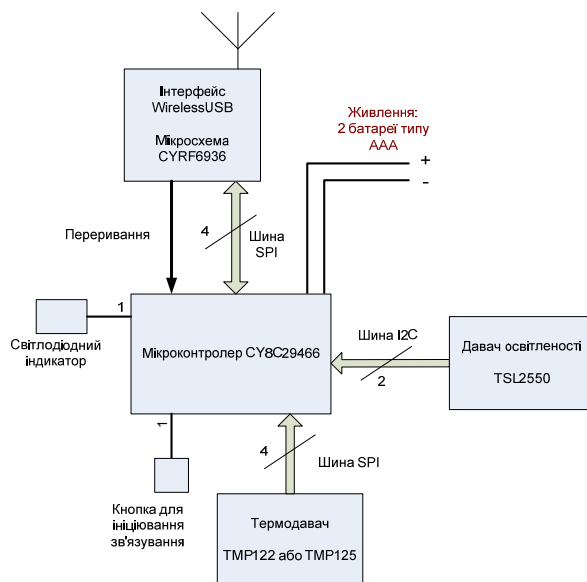 Інтерфейс
WirelessUSB
Мікросхема
CYRF6936
Живлення:
2 батареї типу
AAA
+
-
Переривання
4
Шина
SPI
1
Світлодіодний
індикатор
Мікроконтролер CY8C29466
Шина I2C
2
Давач освітленості
TSL2550
1
Кнопка для
ініціювання
зв'язування
4
Шина SPI
Термодавач
TMP122 або TMP125